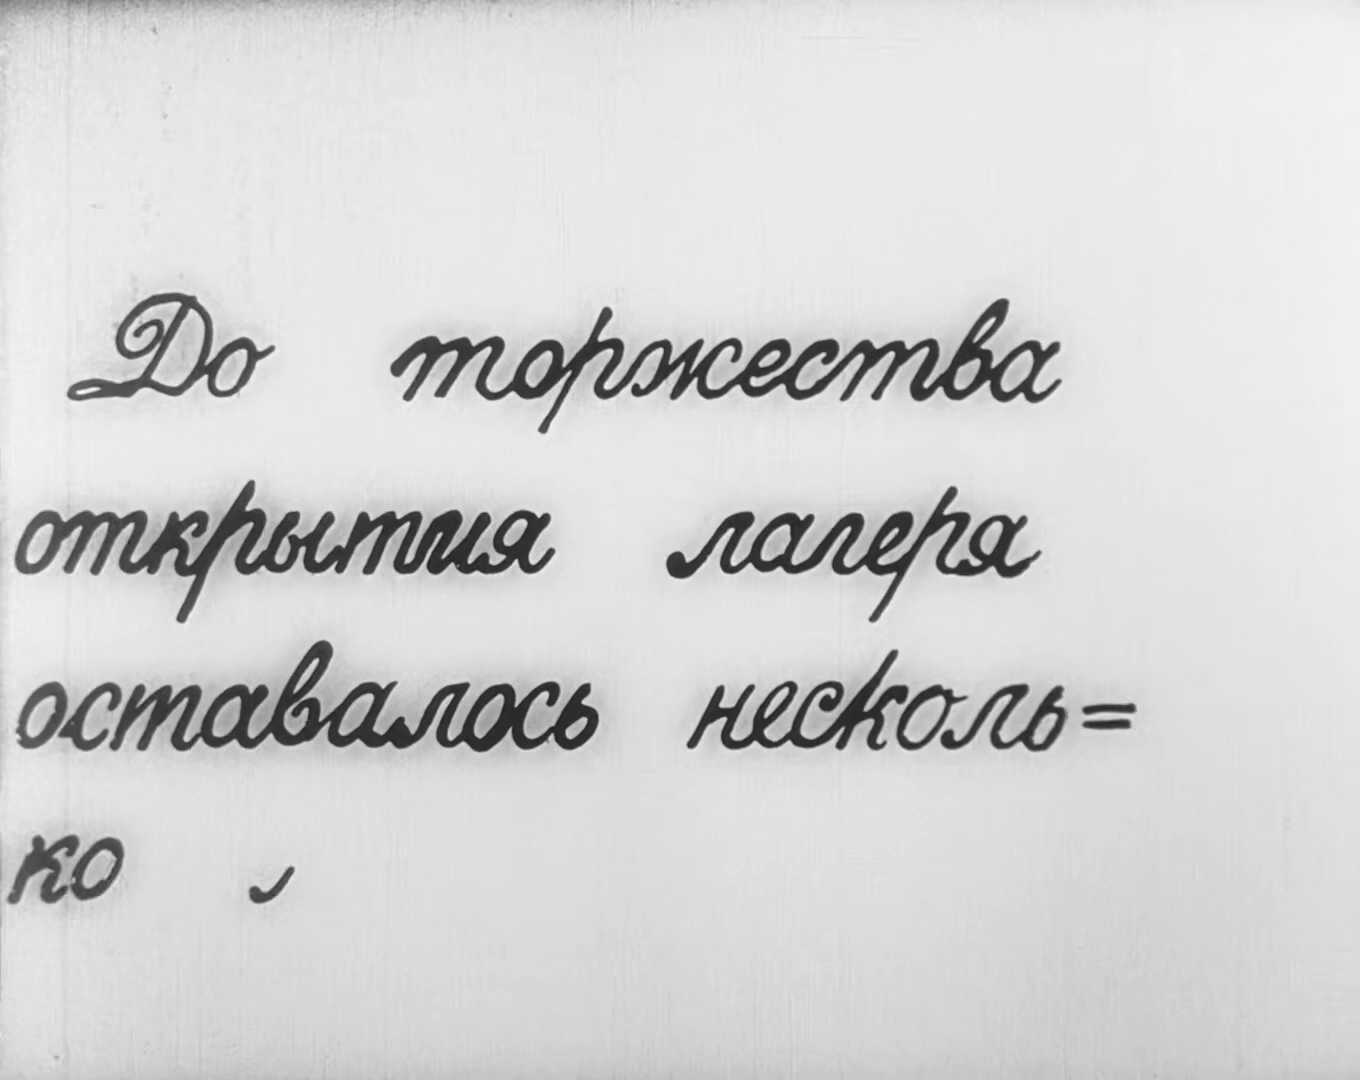 До торжества
открытия лагеря
оставалось несколь=
ко